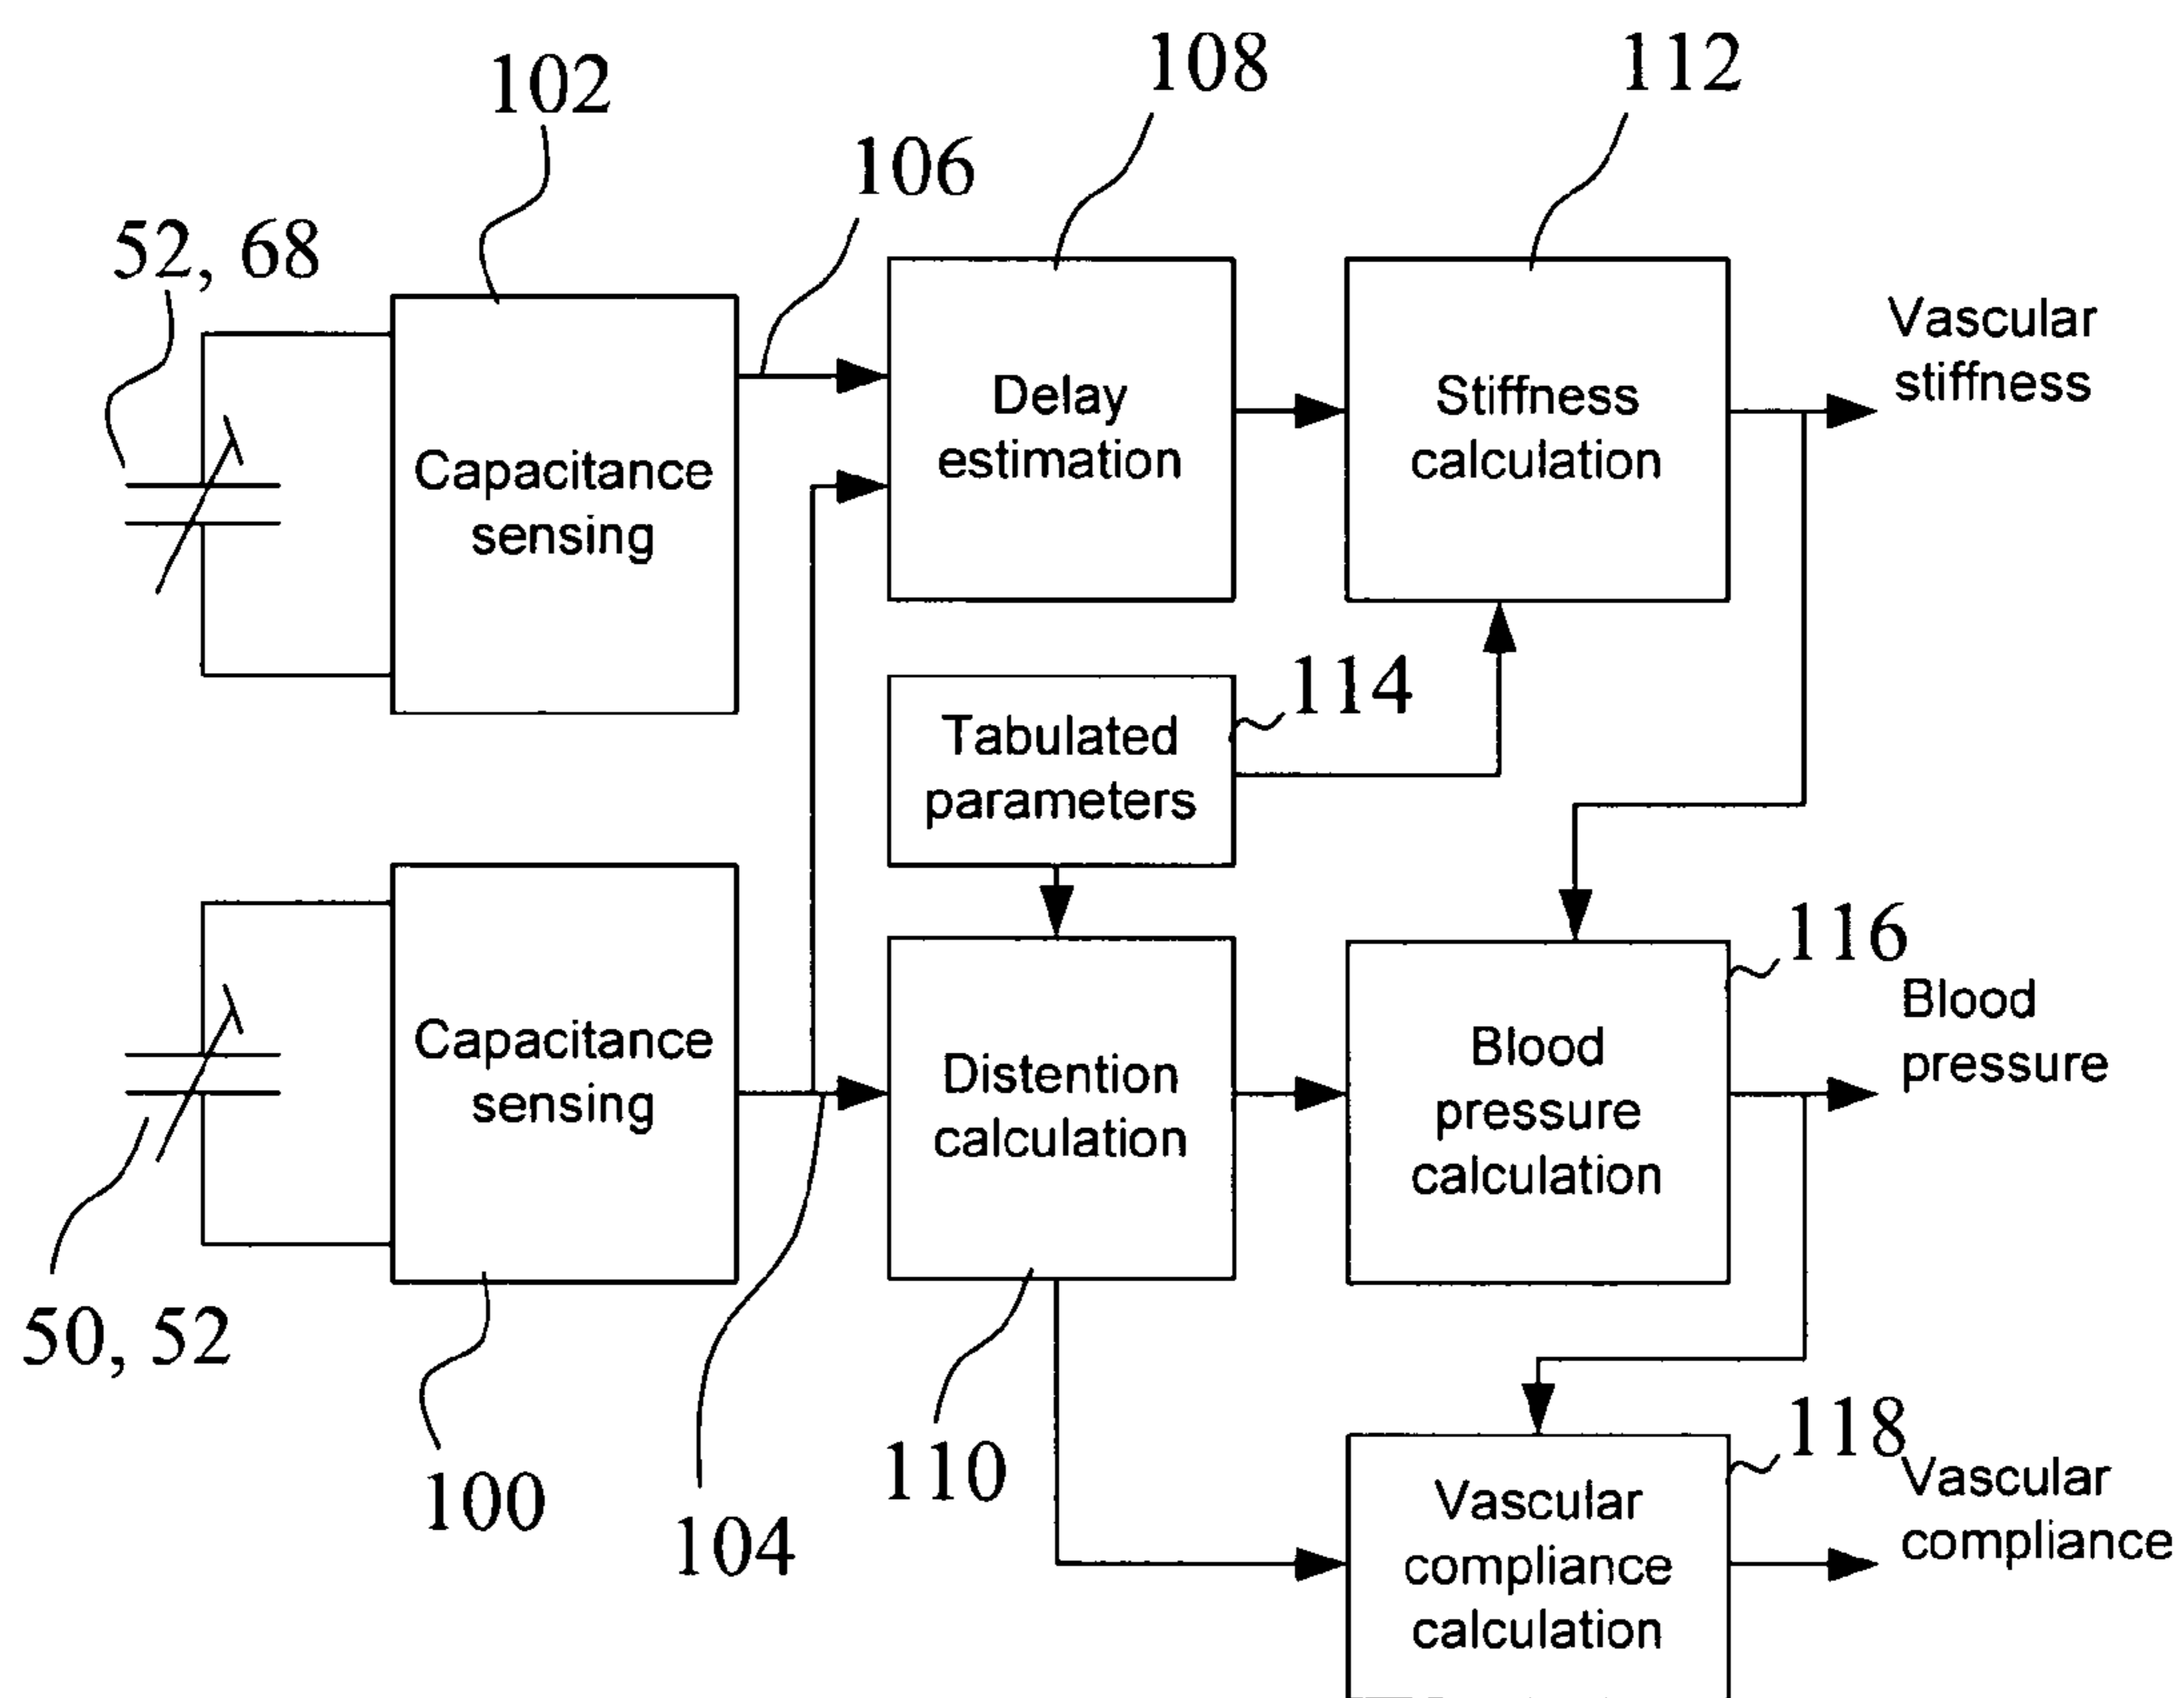 102
108
112
106
52, 68
Capacitance
sensing
Delay
estimation
Stiffness
calculation
Vascular
stiffness
114
Tabulated
parameters
Capacitance
sensing
Distention
calculation
Blood
pressure
calculation
116
Blood
pressure
50, 52
100
104
110
118
Vascular
compliance
calculation
Vascular
compliance